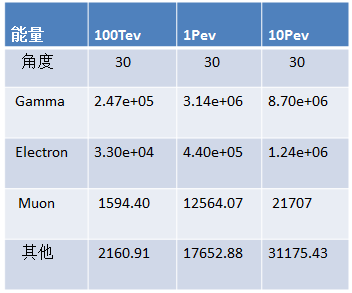 能量 100Tev 1Pev 10Pev
角度 30 30 30
Gamma 2.47e+05 3.14e+06 8.70e+06
Electron 3.30e+04 4.40e+05 1.24e+06
Muon 1594.40 12564.07 21707
其他 2160.91 17652.88 31175.43